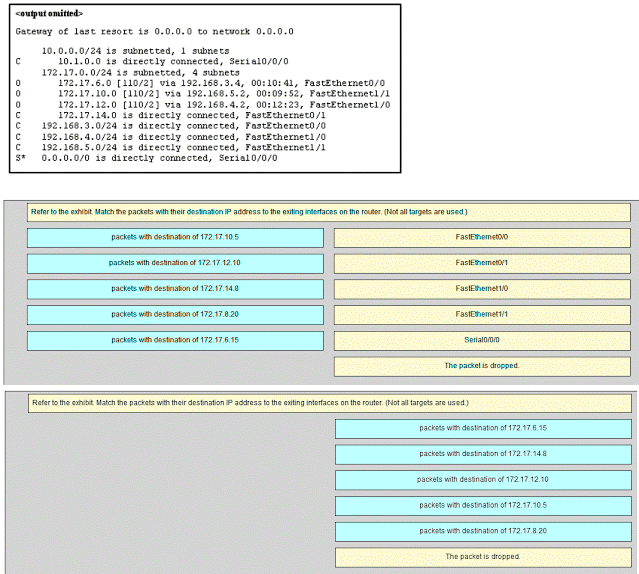 <output omitted>
Gateway of last resort is 0.0.0.0 to network 0.0.0.0
10.0.0.0/24 is subnetted, 1 subnets
C 10.1.0.0 is directly connected, Serial0/0/0
172.17.0.0/24 is subnetted, 4 subnets
O 172.17.6.0 [110/2] via 192.168.3.4, 00:10:41, FastEthernet0/0
O 172.17.10.0 [110/2] via 192.168.5.2, 00:09:52, FastEthernet1/1
O 172.17.12.0 [110/2] via 192.168.4.2, 00:12:23, FastEthernet1/0
C 172.17.14.0 is directly connected, FastEthernet0/1
C 192.168.3.0/24 is directly connected, FastEthernet0/0
C 192.168.4.0/24 is directly connected, FastEthernet1/0
C 192.168.5.0/24 is directly connected, FastEthernet1/1
S* 0.0.0.0/0 is directly connected, Serial0/0/0
Refer to the exhibit. Match the packets with their destination IP address to the exiting interfaces on the router. (Not all targets are used.)
packets with destination of 172.17.10.5
FastEthernet0/0
packets with destination of 172.17.12.10
FastEthernet0/1
packets with destination of 172.17.14.8
FastEthernet1/0
packets with destination of 172.17.8.20
FastEthernet1/1
packets with destination of 172.17.6.15
Serial0/0/0
The packet is dropped.
Refer to the exhibit. Match the packets with their destination IP address to the exiting interfaces on the router. (Not all targets are used.)
packets with destination of 172.17.6.15
packets with destination of 172.17.14.8
packets with destination of 172.17.12.10
packets with destination of 172.17.10.5
packets with destination of 172.17.8.20
The packet is dropped.